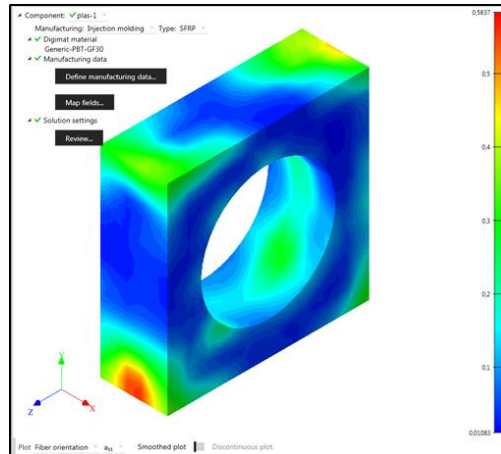 Component: plas-1
Manufacturing: Injection molding Type: SFRP
Digimat material
Generic-PBT-GF30
Manufacturing data
Define manufacturing data...
Map fields...
Solution settings
Review...
0,5837
0,5
0,4
0,3
0,2
0,1
0,01083
Y
Z
X
Plot Fiber orientation a₁₁ Smoothed plot Discontinuous plot